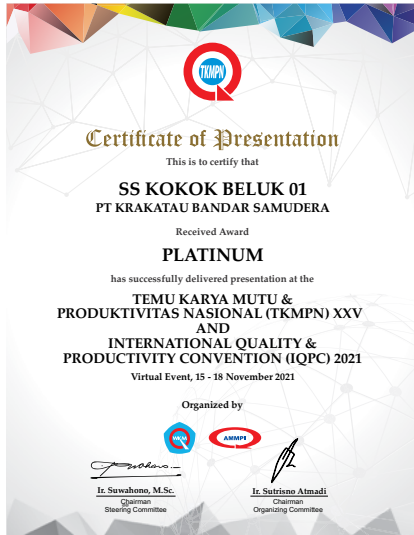 TKMPN
Certificate of Presentation
This is to certify that
SS KOKOK BELUK 01
PT KRAKATAU BANDAR SAMUDERA
Received Award
PLATINUM
has successfully delivered presentation at the
TEMU KARYA MUTU &
PRODUKTIVITAS NASIONAL (TKMPN) XXV
AND
INTERNATIONAL QUALITY &
PRODUCTIVITY CONVENTION (IQPC) 2021
Virtual Event, 15 - 18 November 2021
Organized by
WKM AMMPI
Ir. Suwahono, M.Sc. Ir. Sutrisno Atmadi
Chairman Chairman
Steering Committee Organizing Committee